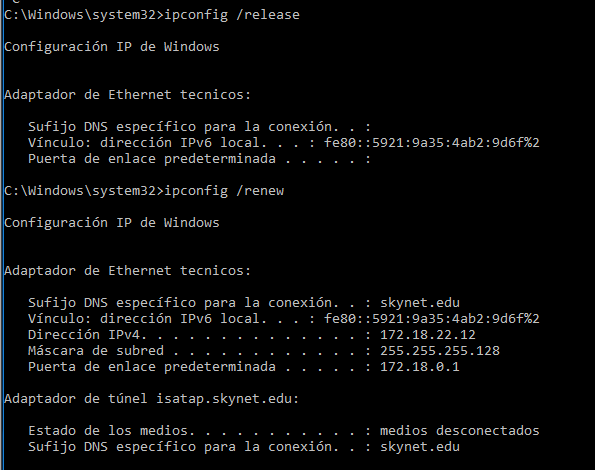 C:\Windows\system32>ipconfig /release
Configuración IP de Windows
Adaptador de Ethernet tecnicos:
Sufijo DNS específico para la conexión. . :
Vínculo: dirección IPv6 local. . . : fe80::5921:9a35:4ab2:9d6f%2
Puerta de enlace predeterminada . . . . . :
C:\Windows\system32>ipconfig /renew
Configuración IP de Windows
Adaptador de Ethernet tecnicos:
Sufijo DNS específico para la conexión. . : skynet.edu
Vínculo: dirección IPv6 local. . . : fe80::5921:9a35:4ab2:9d6f%2
Dirección IPv4. . . . . . . . . . . . . . : 172.18.22.12
Máscara de subred . . . . . . . . . . . . : 255.255.255.128
Puerta de enlace predeterminada . . . . . : 172.18.0.1
Adaptador de túnel isatap.skynet.edu:
Estado de los medios. . . . . . . . . . . : medios desconectados
Sufijo DNS específico para la conexión. . : skynet.edu